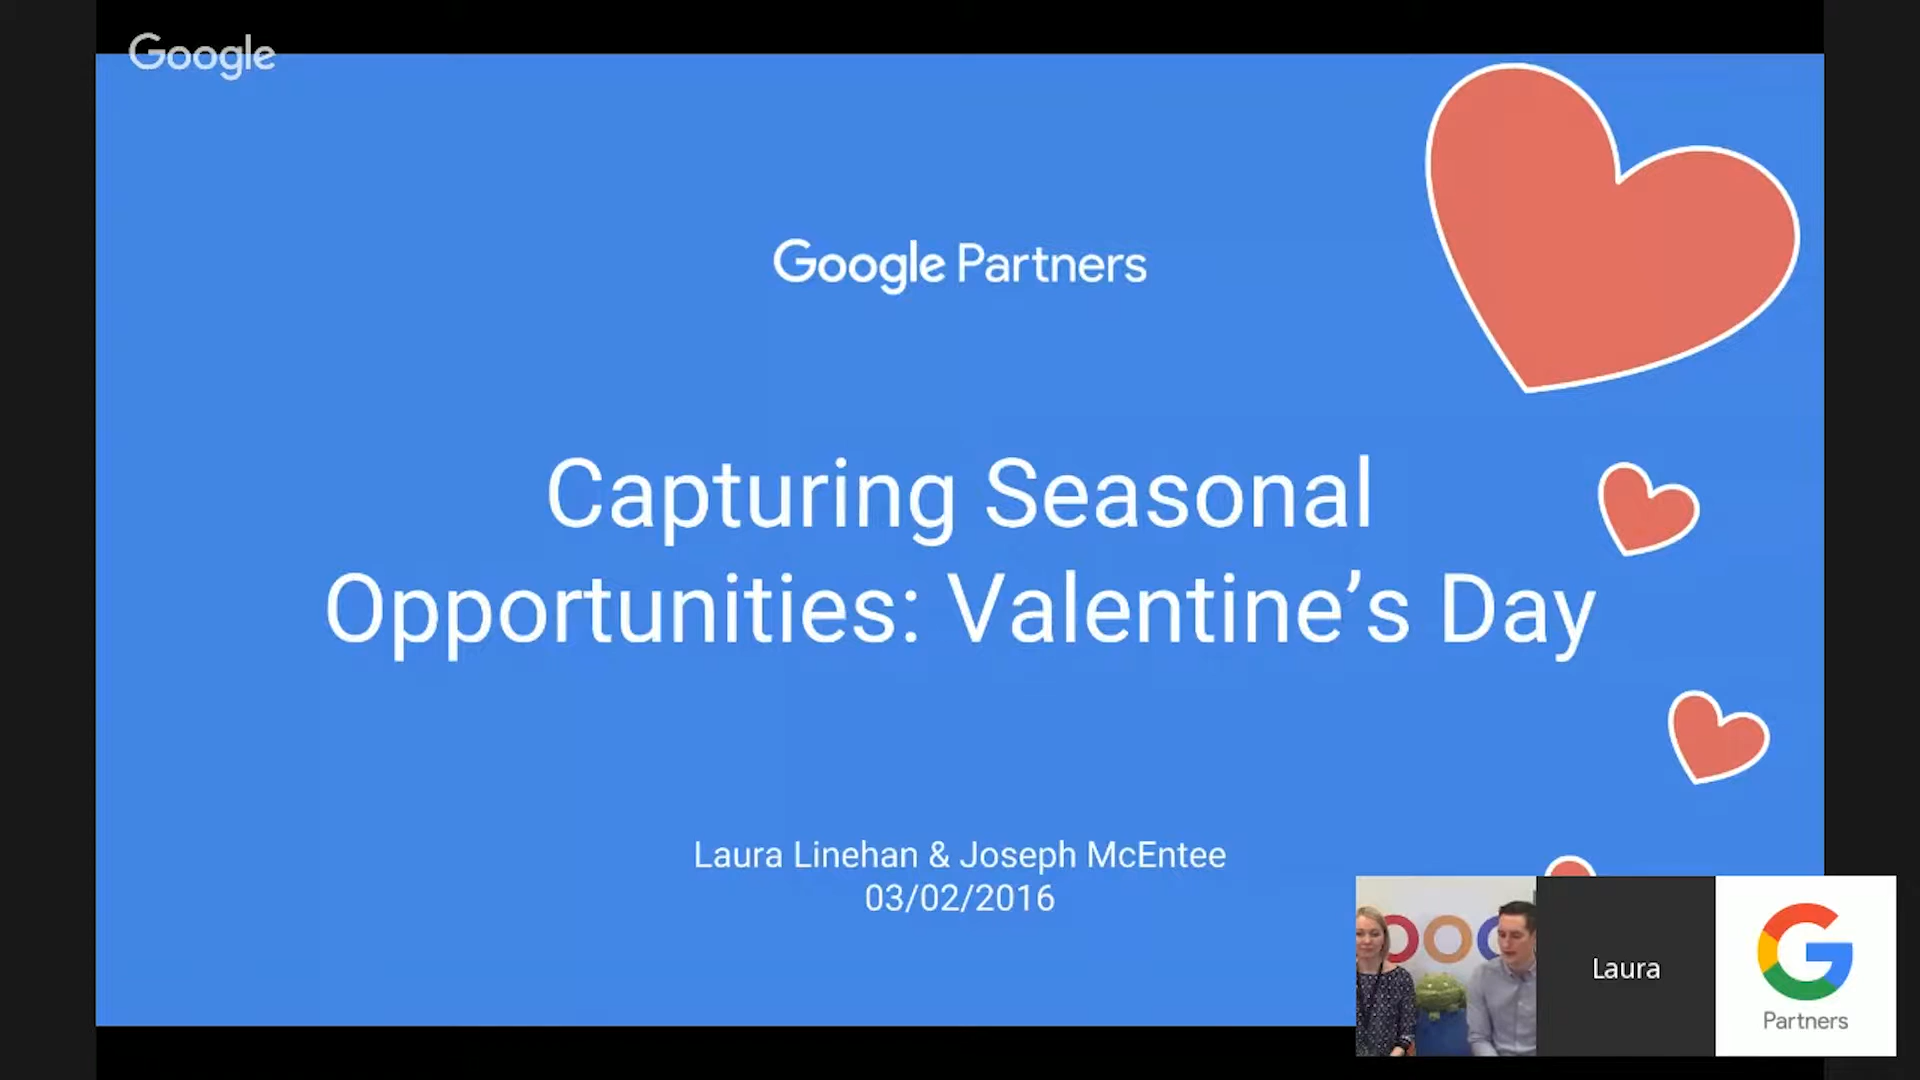 Google
Google Partners
Capturing Seasonal
Opportunities: Valentine’s Day
Laura Linehan & Joseph McEntee
03/02/2016
Laura
Partners